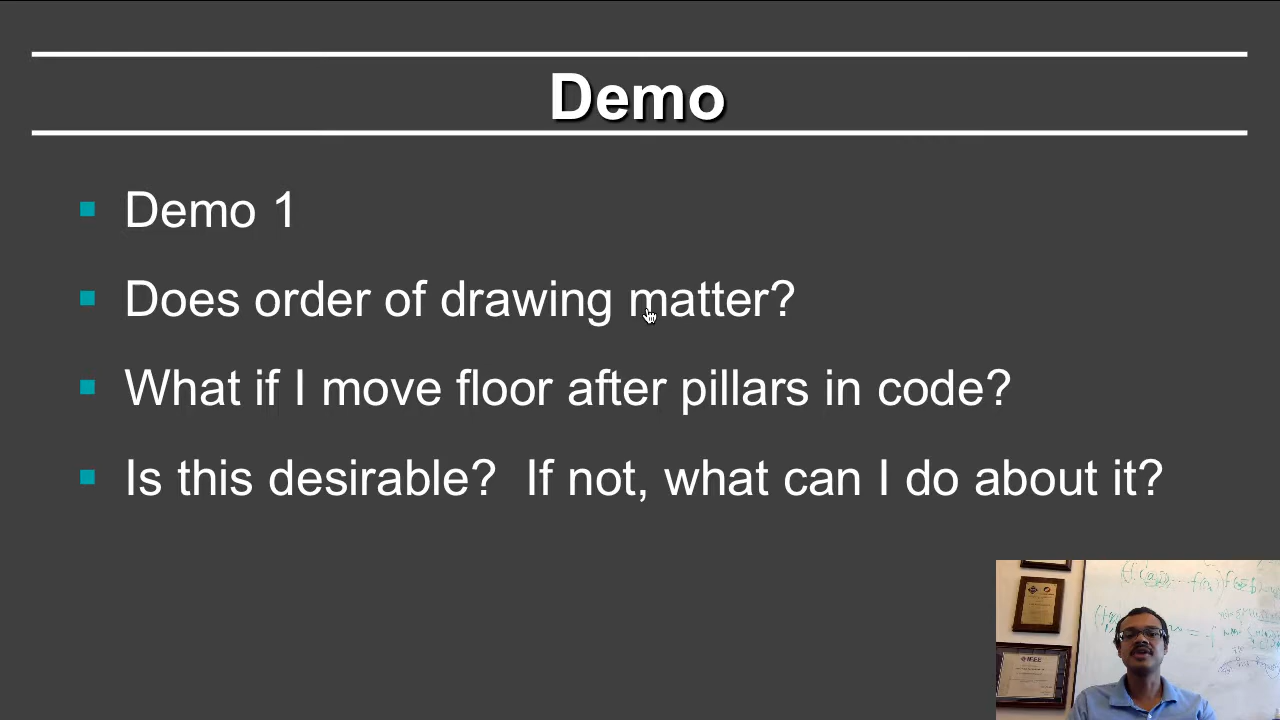 Demo
Demo 1
Does order of drawing matter?
What if I move floor after pillars in code?
Is this desirable? If not, what can I do about it?
IEEE